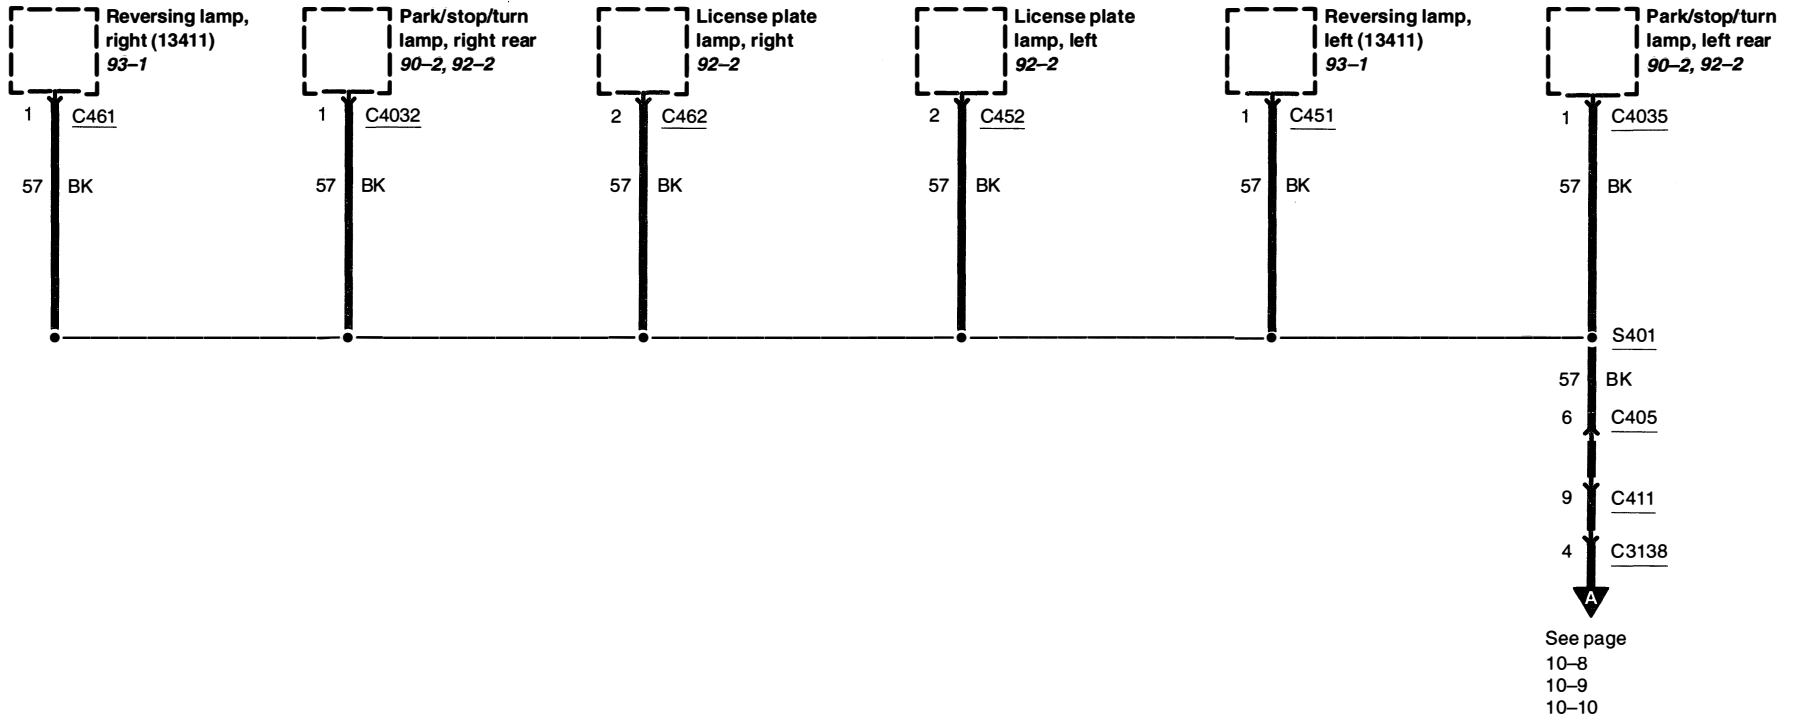 Reversing lamp,
right (13411)
93–1
Park/stop/turn
lamp, right rear
90–2, 92–2
License plate
lamp, right
92–2
License plate
lamp, left
92–2
Reversing lamp,
left (13411)
93–1
Park/stop/turn
lamp, left rear
90–2, 92–2
1 C461
1 C4032
2 C462
2 C452
1 C451
1 C4035
57 BK
57 BK
57 BK
57 BK
57 BK
57 BK
S401
57 BK
6 C405
9 C411
4 C3138
A
See page
10–8
10–9
10–10